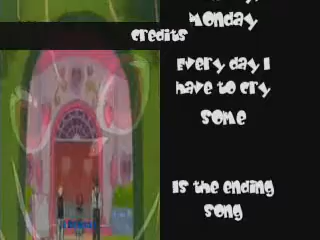 Monday
credits
Every day I
have to cry
some
Is the ending
song